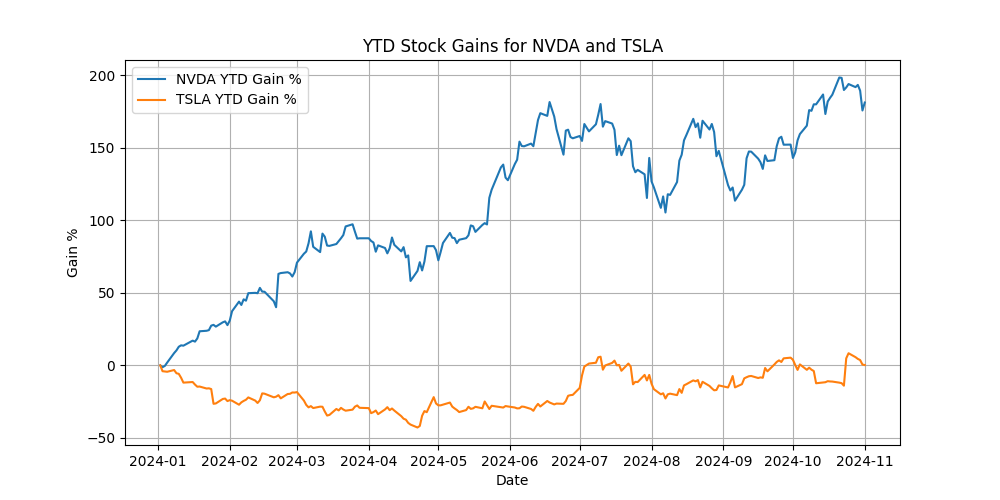 YTD Stock Gains for NVDA and TSLA
NVDA YTD Gain %
TSLA YTD Gain %
Gain %
200
150
100
50
0
−50
2024-01 2024-02 2024-03 2024-04 2024-05 2024-06 2024-07 2024-08 2024-09 2024-10 2024-11
Date